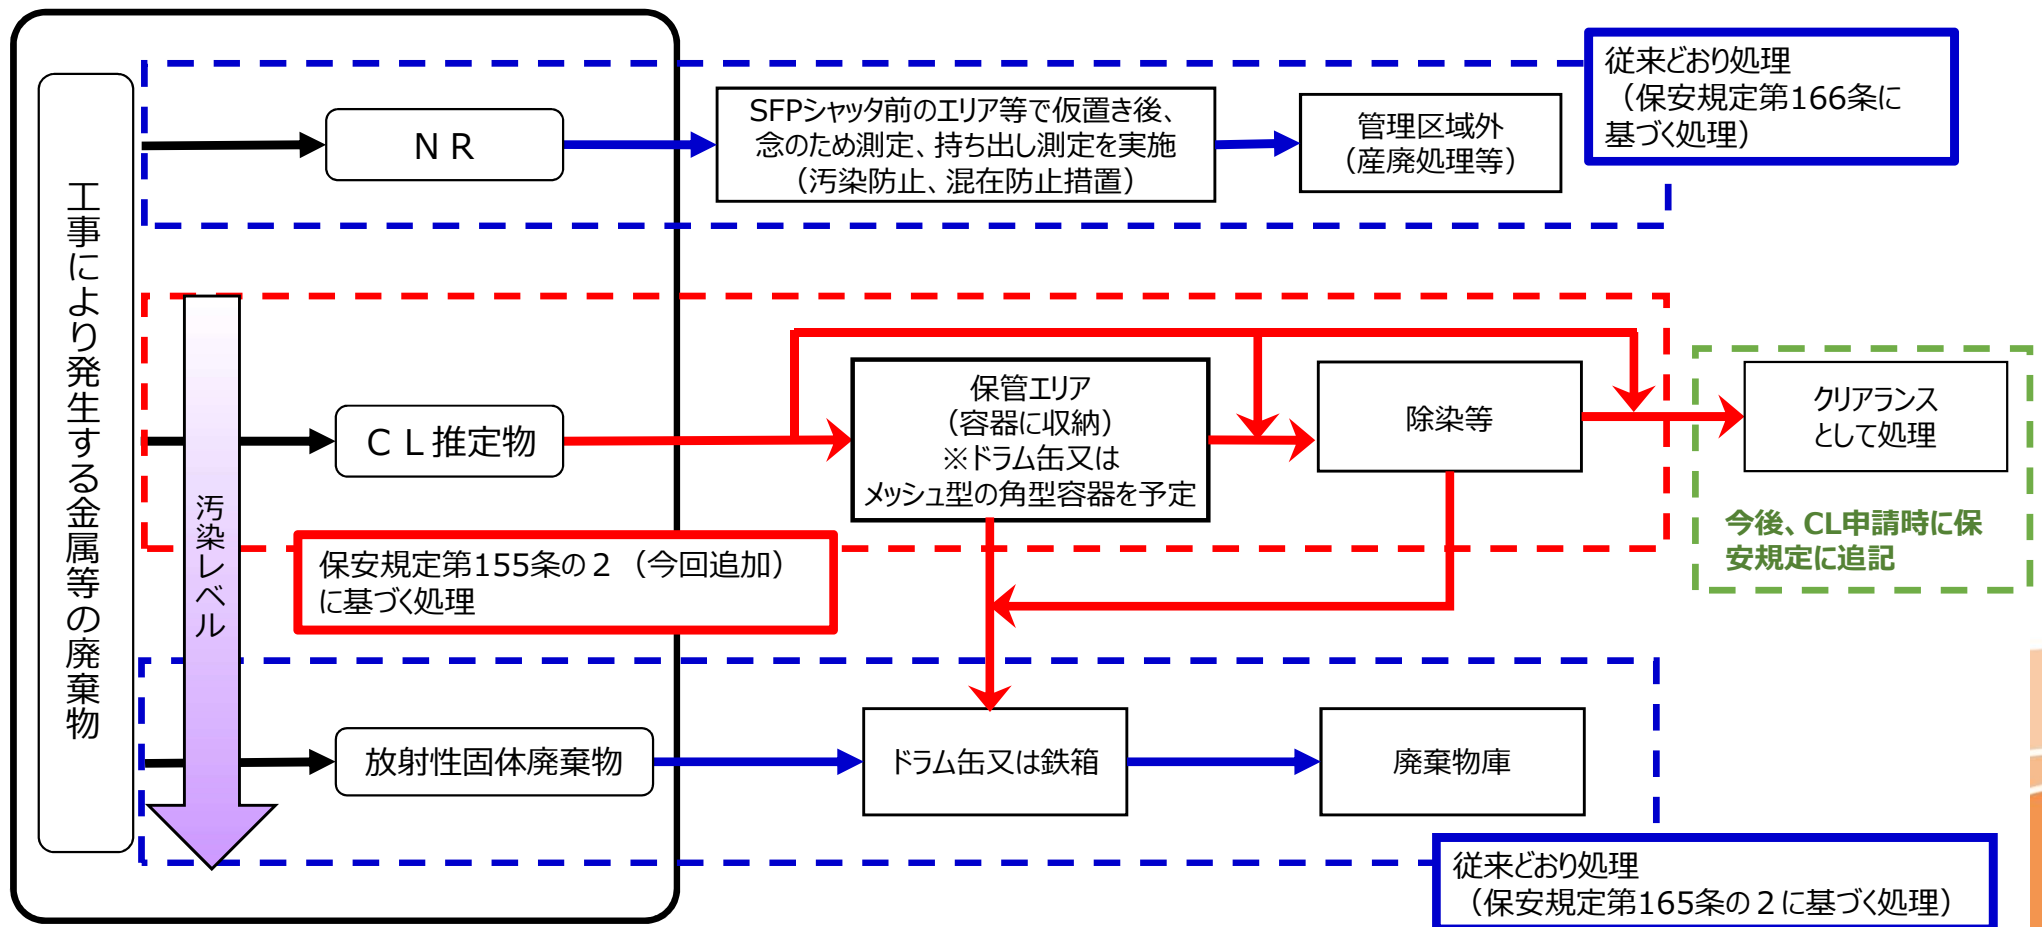 工事により発生する金属等の廃棄物
ＮＲ
SFPシャッタ前のエリア等で仮置き後、
念のため測定、持ち出し測定を実施
（汚染防止、混在防止措置）
管理区域外
（産廃処理等）
従来どおり処理
（保安規定第166条に
基づく処理）
汚染レベル
ＣＬ推定物
保管エリア
（容器に収納）
※ドラム缶又は
メッシュ型の角型容器を予定
除染等
クリアランス
として処理
今後、CL申請時に保
安規定に追記
保安規定第155条の２（今回追加）
に基づく処理
放射性固体廃棄物
ドラム缶又は鉄箱
廃棄物庫
従来どおり処理
（保安規定第165条の２に基づく処理）